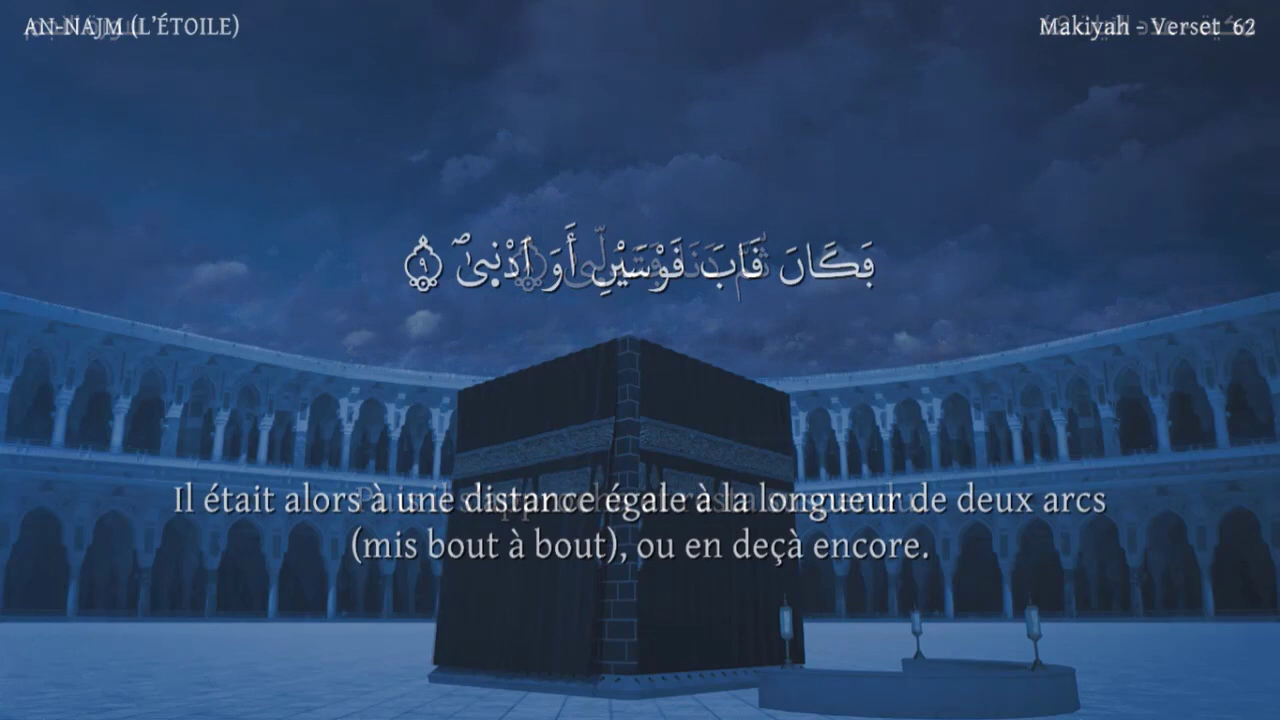 AN-NAJM (L'ÉTOILE)
Makiyah - Verset 62
فَكَانَ قَابَ قَوْسَيْنِ أَوْ أَدْنَىٰ ۝٩
Il était alors à une distance égale à la longueur de deux arcs
(mis bout à bout), ou en deçà encore.